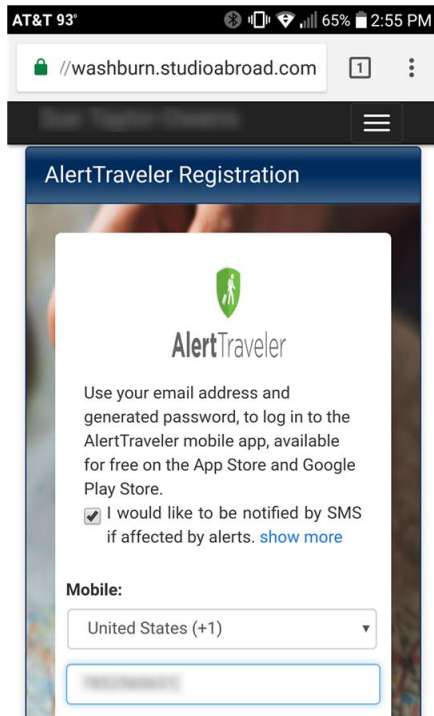 AT&T 93° 65% 2:55 PM
//washburn.studioabroad.com 1
AlertTraveler Registration
AlertTraveler
Use your email address and
generated password, to log in to the
AlertTraveler mobile app, available
for free on the App Store and Google
Play Store.
I would like to be notified by SMS
if affected by alerts. show more
Mobile:
United States (+1)